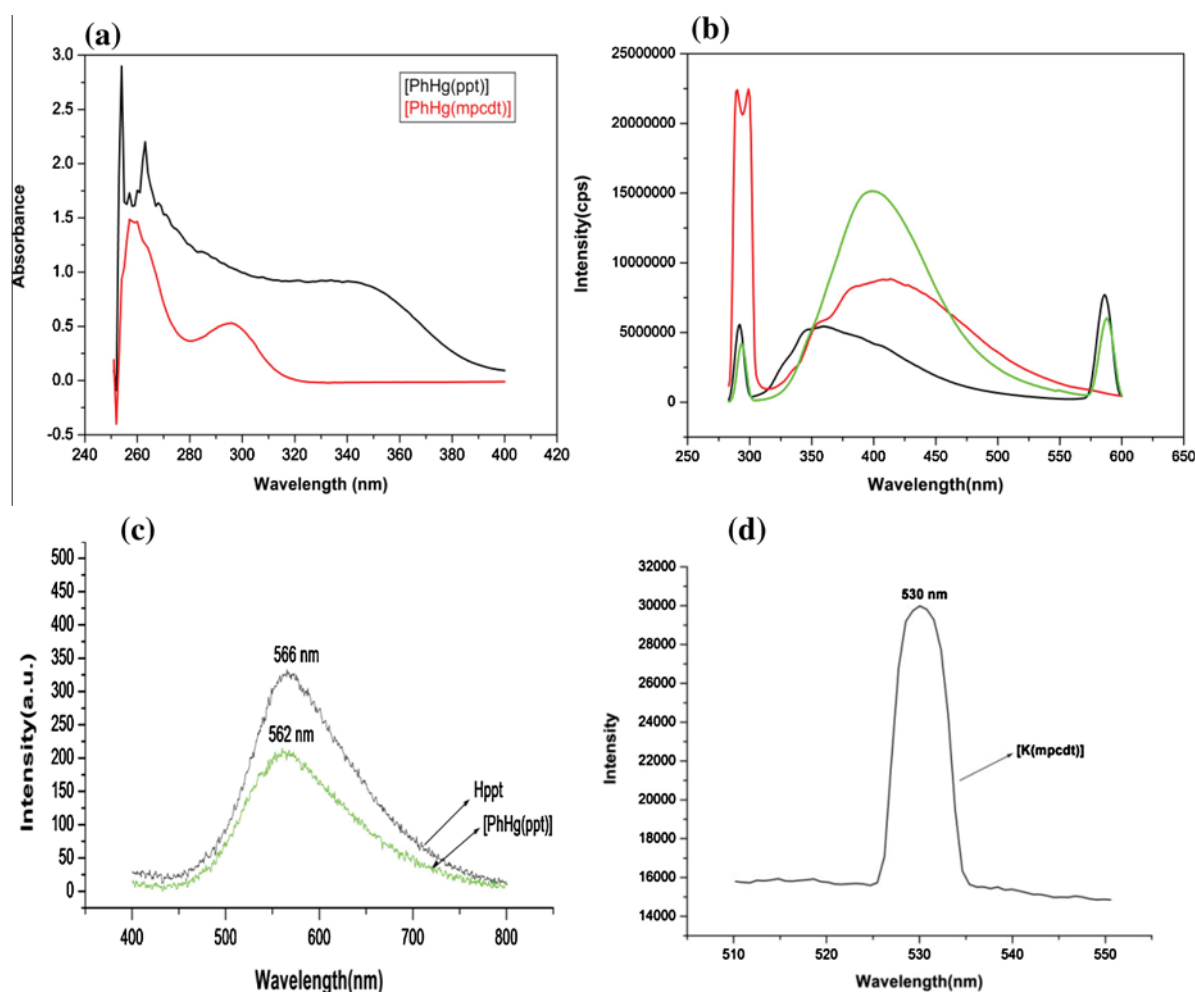 (a)
3.0
2.5
2.0
1.5
1.0
0.5
0.0
-0.5
Absorbance
[PhHg(ppt)]
[PhHg(mpcdt)]
240 260 280 300 320 340 360 380 400 420
Wavelength (nm)
(b)
25000000
20000000
15000000
10000000
5000000
0
Intensity(cps)
250 300 350 400 450 500 550 600 650
Wavelength(nm)
(c)
500
450
400
350
300
250
200
150
100
50
0
Intensity(a.u.)
566 nm
562 nm
Hppt
[PhHg(ppt)]
400 500 600 700 800
Wavelength(nm)
(d)
32000
30000
28000
26000
24000
22000
20000
18000
16000
14000
Intensity
530 nm
[K(mpcdt)]
510 520 530 540 550
Wavelength(nm)